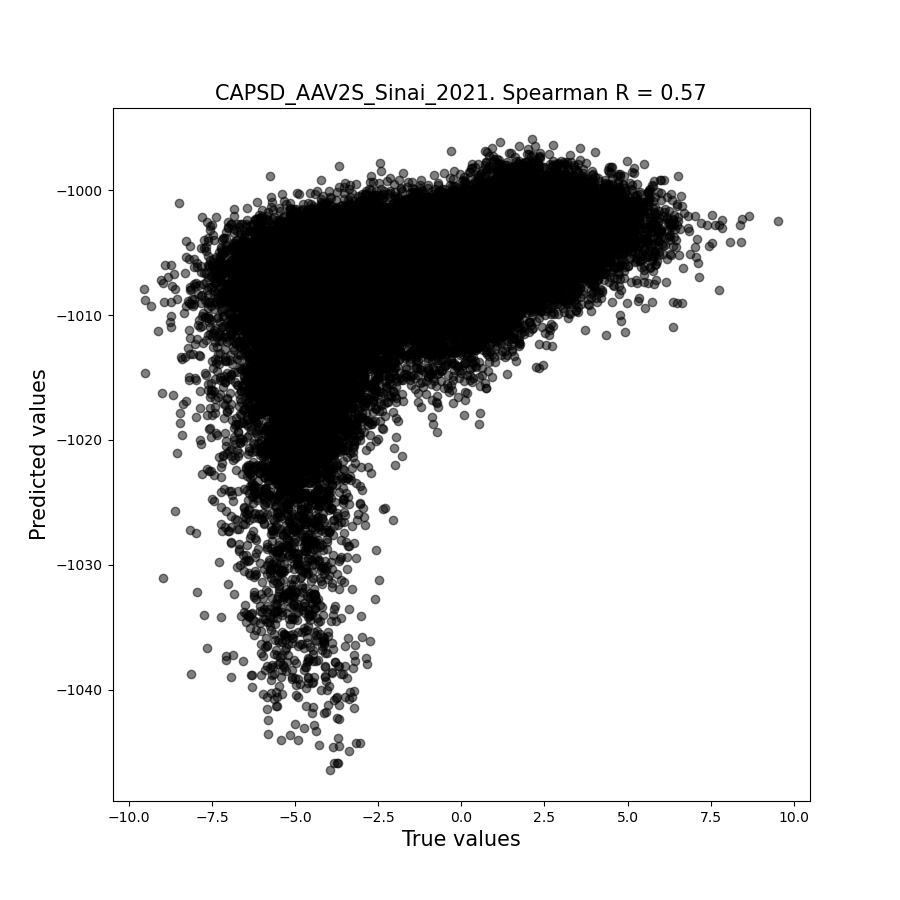 CAPSD_AAV2S_Sinai_2021. Spearman R = 0.57
Predicted values
−1000
−1010
−1020
−1030
−1040
−10.0 −7.5 −5.0 −2.5 0.0 2.5 5.0 7.5 10.0
True values